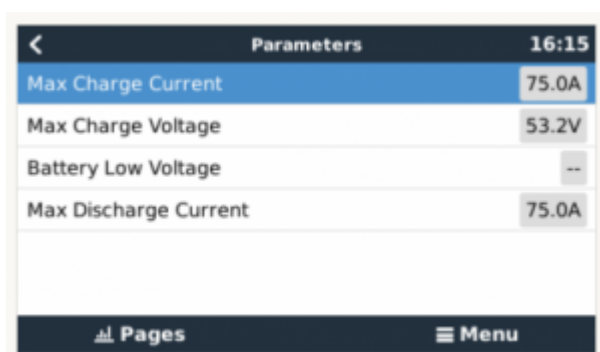 Parameters 16:15
Max Charge Current 75.0A
Max Charge Voltage 53.2V
Battery Low Voltage --
Max Discharge Current 75.0A
Pages Menu